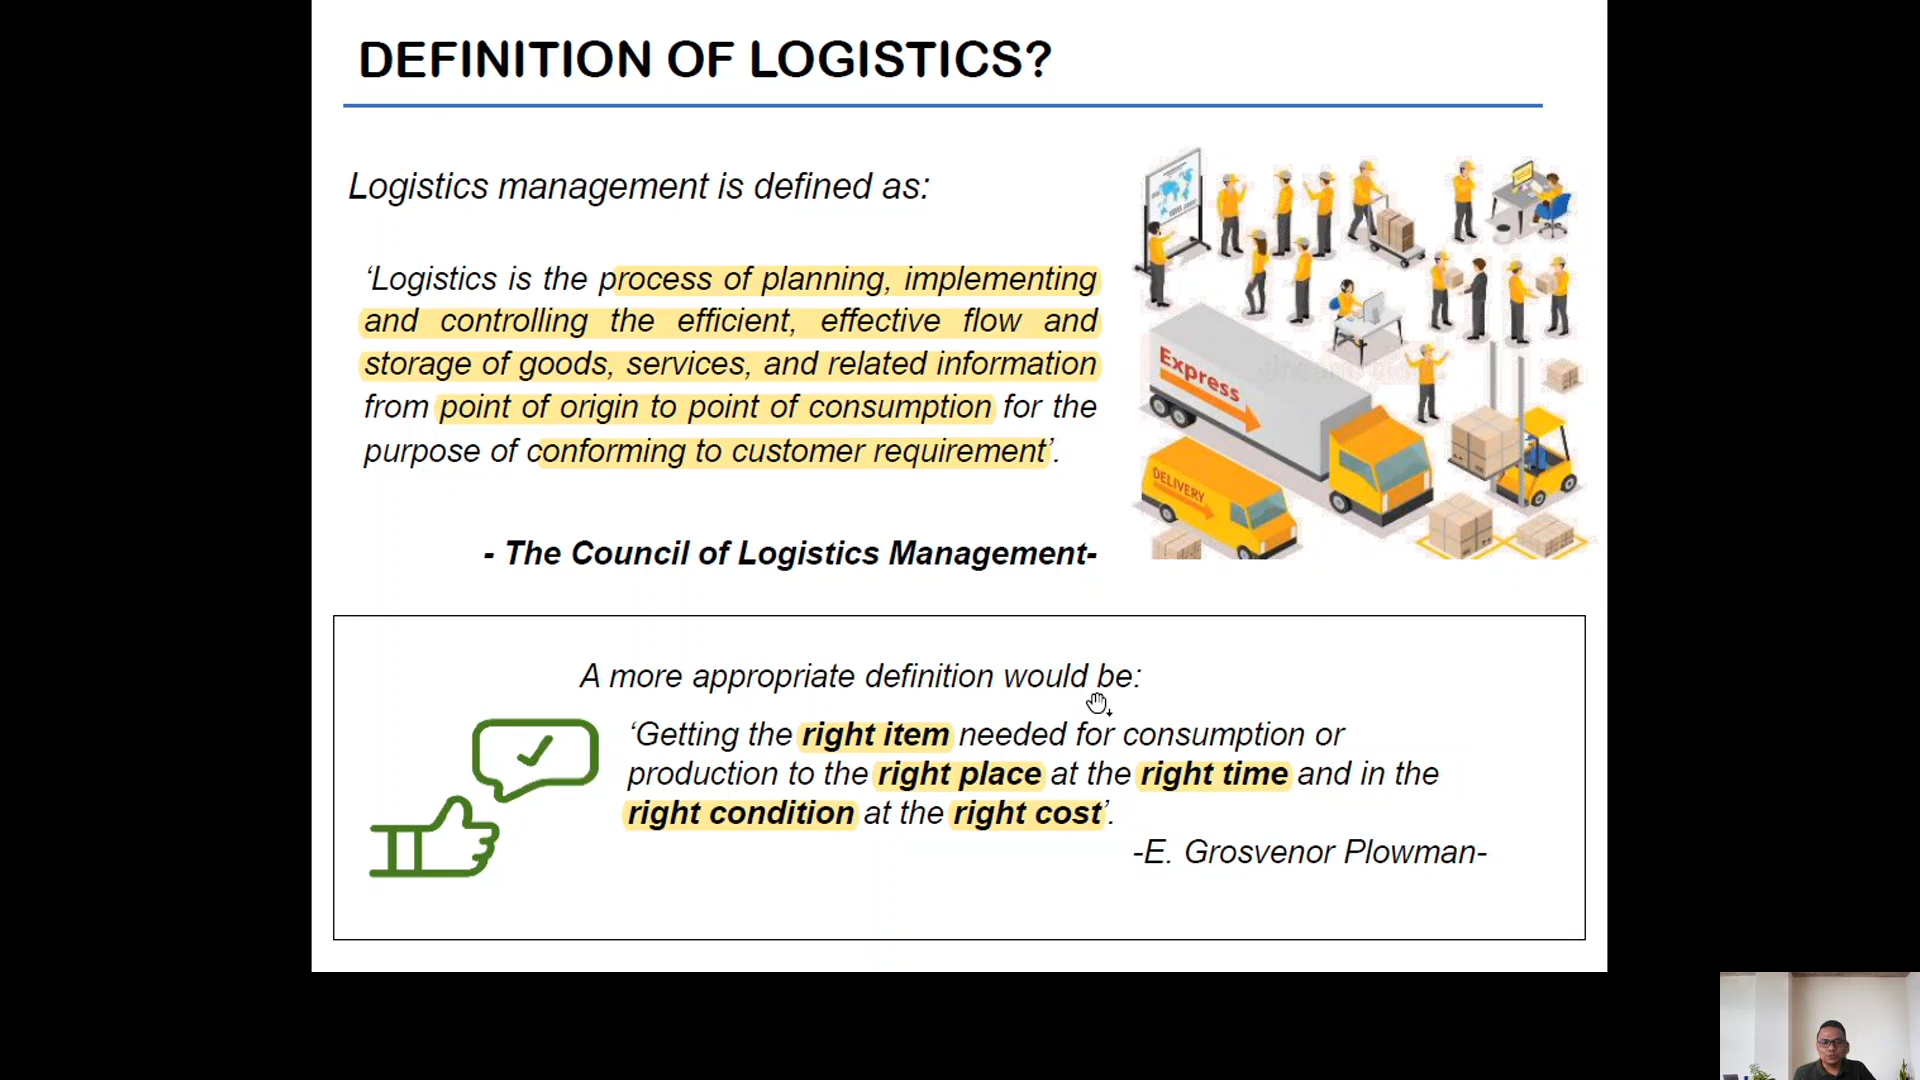 DEFINITION OF LOGISTICS?
Logistics management is defined as:
‘Logistics is the process of planning, implementing
and controlling the efficient, effective flow and
storage of goods, services, and related information
from point of origin to point of consumption for the
purpose of conforming to customer requirement’.
- The Council of Logistics Management-
Express
DELIVERY
A more appropriate definition would be:
‘Getting the right item needed for consumption or
production to the right place at the right time and in the
right condition at the right cost’.
-E. Grosvenor Plowman-